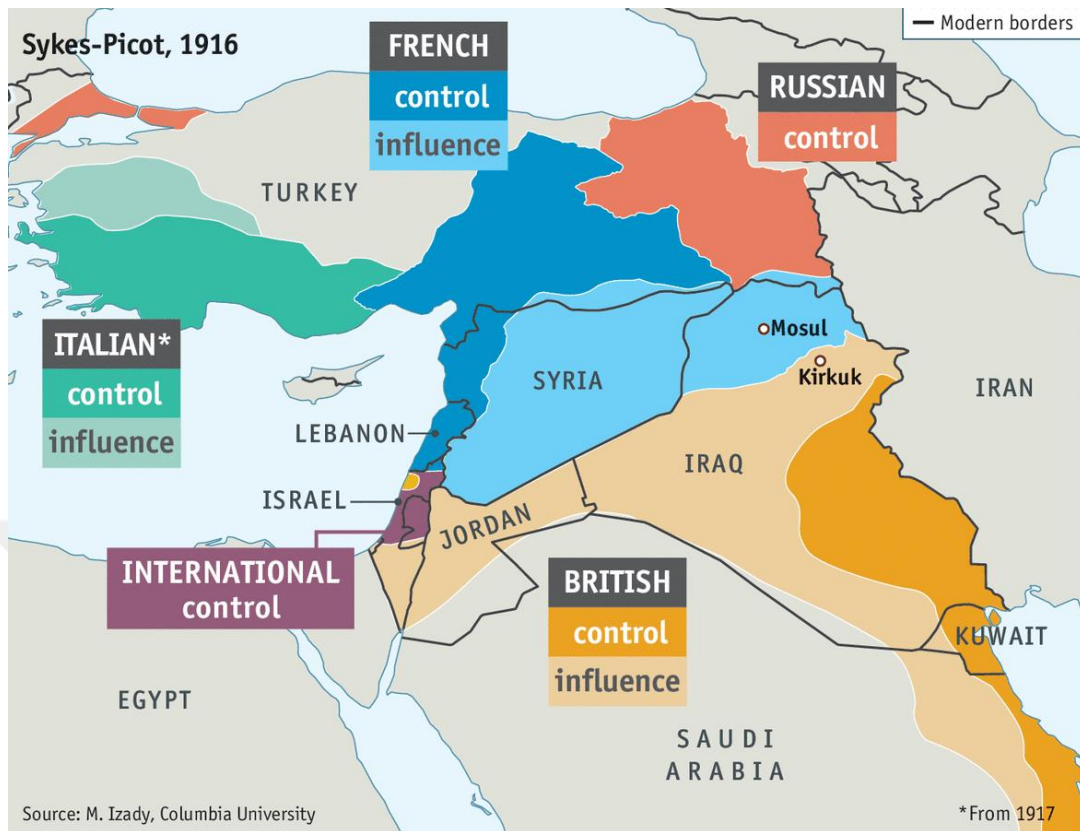 Sykes-Picot, 1916
Modern borders
FRENCH
control
influence
RUSSIAN
control
TURKEY
ITALIAN*
control
influence
Mosul
Kirkuk
SYRIA
IRAN
LEBANON
IRAQ
ISRAEL
JORDAN
INTERNATIONAL
control
BRITISH
control
influence
KUWAIT
EGYPT
SAUDI
ARABIA
Source: M. Izady, Columbia University
*From 1917